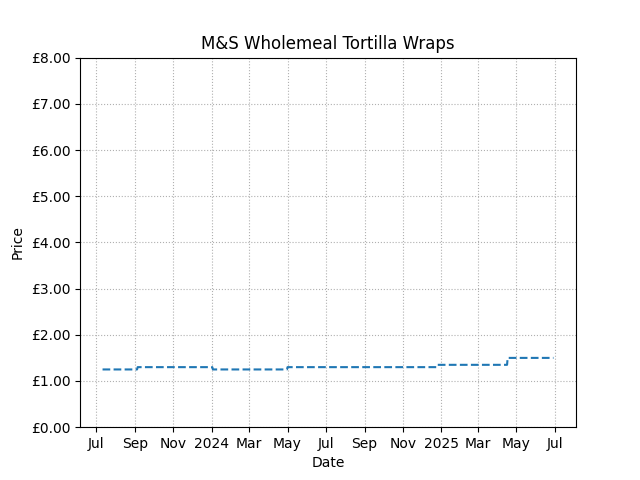 M&S Wholemeal Tortilla Wraps
£8.00
£7.00
£6.00
£5.00
£4.00
£3.00
£2.00
£1.00
£0.00
Price
Jul Sep Nov 2024 Mar May Jul Sep Nov 2025 Mar May Jul
Date